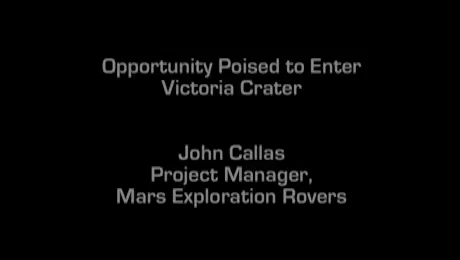 Opportunity Poised to Enter
Victoria Crater
John Callas
Project Manager,
Mars Exploration Rovers